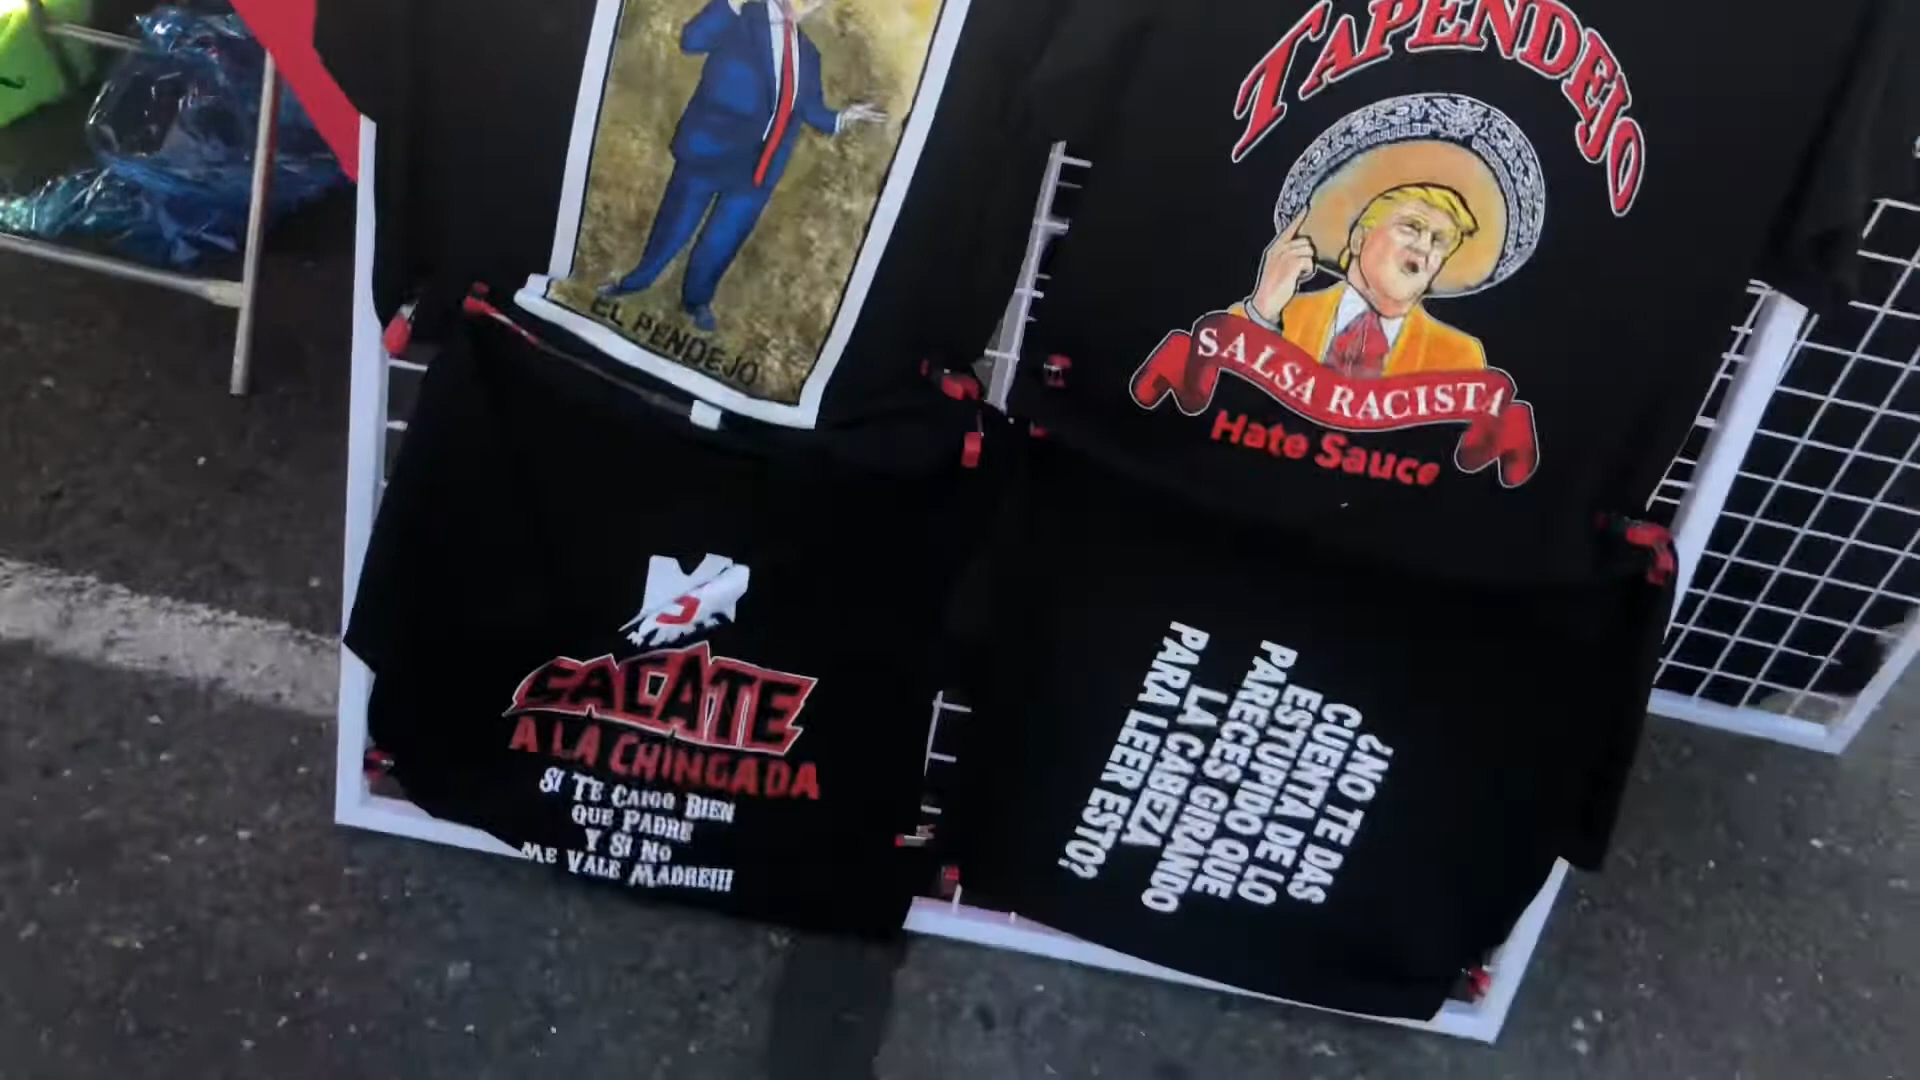 EL PENDEJO
TAPENDEJO
SALSA RACISTA
Hate Sauce
CACATE
A LA CHINGADA
SI TE CAIGO BIEN
QUE PADRE
Y SI NO
ME VALE MADRE!!!
¿NO TE DAS
CUENTA DE LO
ESTUPIDO QUE
PARECES GIRANDO
LA CABEZA
PARA LEER ESTO?